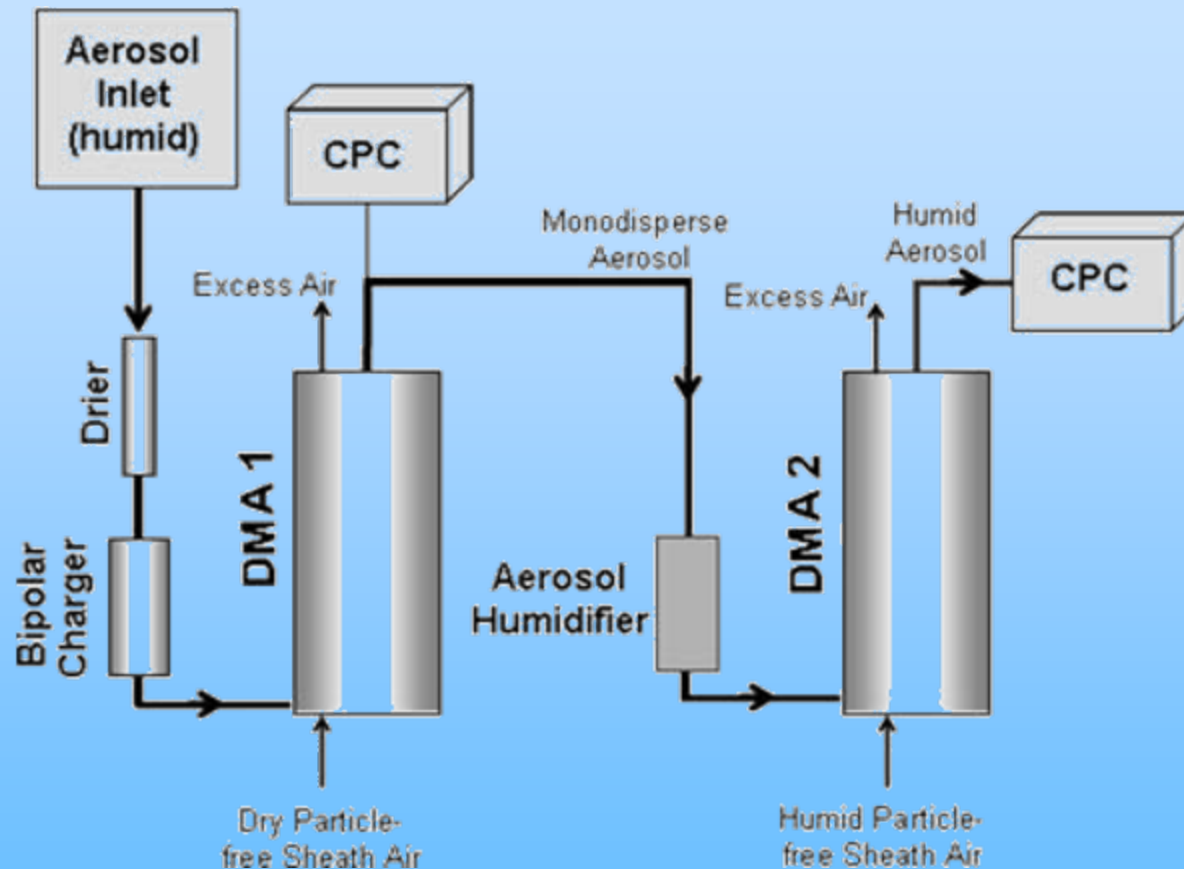 Aerosol
Inlet
(humid)
CPC
Monodisperse
Aerosol
Humid
Aerosol
CPC
Excess Air
Excess Air
Drier
DMA 1
DMA 2
Bipolar
Charger
Aerosol
Humidifier
Dry Particle-
free Sheath Air
Humid Particle-
free Sheath Air